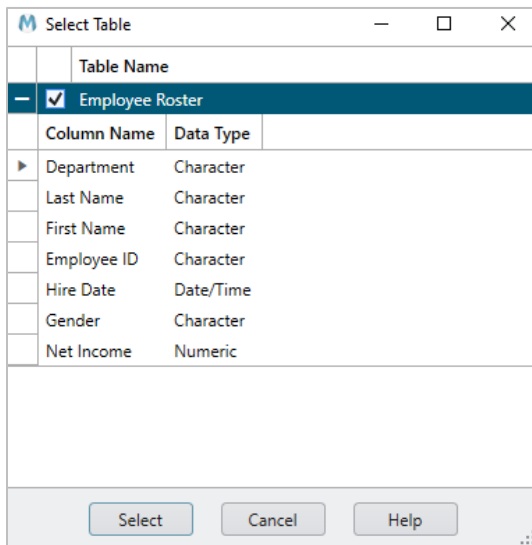 Select Table
Table Name
Employee Roster
Column Name Data Type
Department Character
Last Name Character
First Name Character
Employee ID Character
Hire Date Date/Time
Gender Character
Net Income Numeric
Select Cancel Help